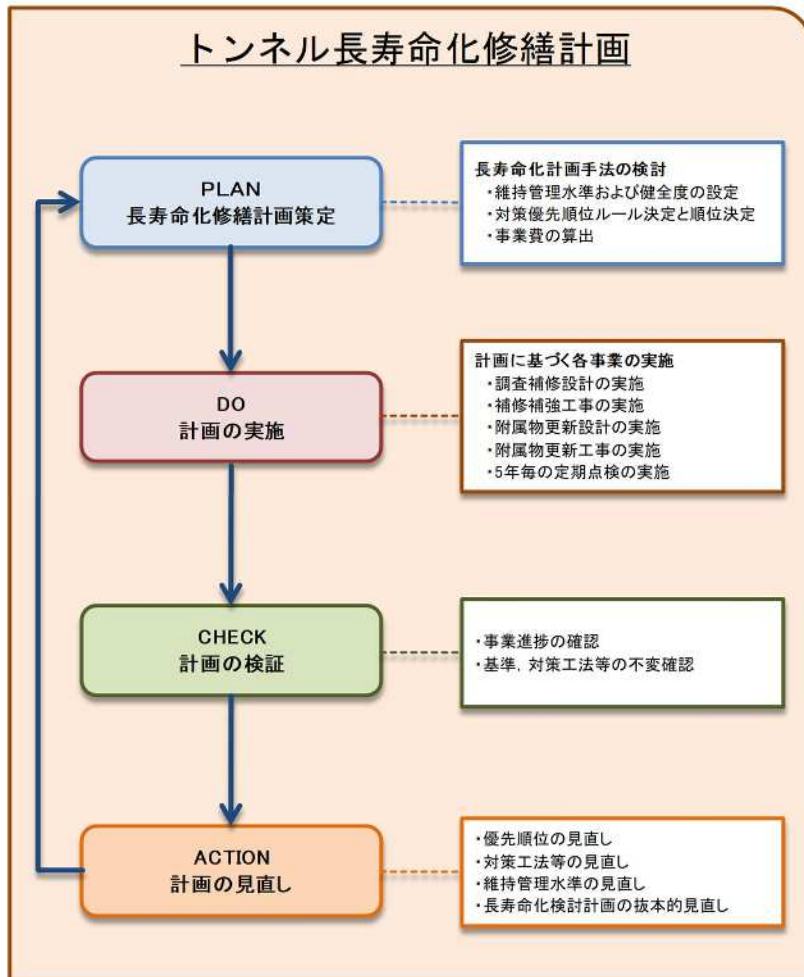 トンネル長寿命化修繕計画
PLAN
長寿命化修繕計画策定
長寿命化計画手法の検討
・維持管理水準および健全度の設定
・対策優先順位ルール決定と順位決定
・事業費の算出
DO
計画の実施
計画に基づく各事業の実施
・調査補修設計の実施
・補修補強工事の実施
・附属物更新設計の実施
・附属物更新工事の実施
・5年毎の定期点検の実施
CHECK
計画の検証
・事業進捗の確認
・基準，対策工法等の不変確認
ACTION
計画の見直し
・優先順位の見直し
・対策工法等の見直し
・維持管理水準の見直し
・長寿命化検討計画の抜本的見直し